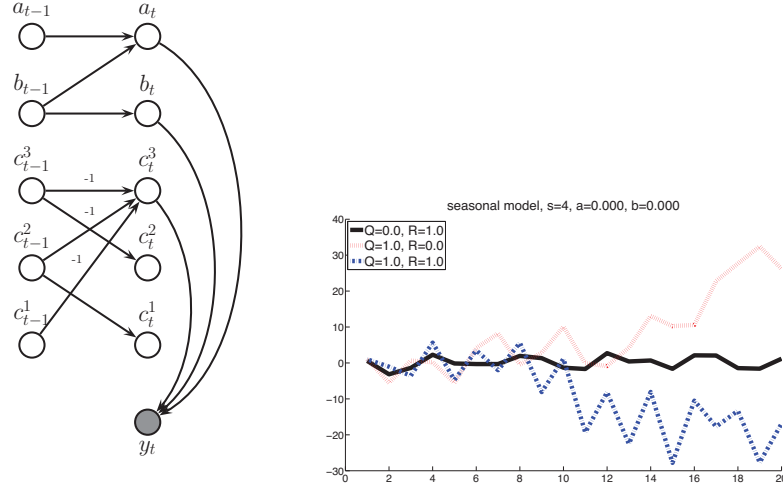 a_{t-1} a_t
b_{t-1} b_t
c^3_{t-1} c^3_t
-1
-1
c^2_{t-1} c^2_t
-1
c^1_{t-1} c^1_t
y_t
seasonal model, s=4, a=0.000, b=0.000
40
30
20
10
0
−10
−20
−30
Q=0.0, R=1.0
Q=1.0, R=0.0
Q=1.0, R=1.0
0 2 4 6 8 10 12 14 16 18 20